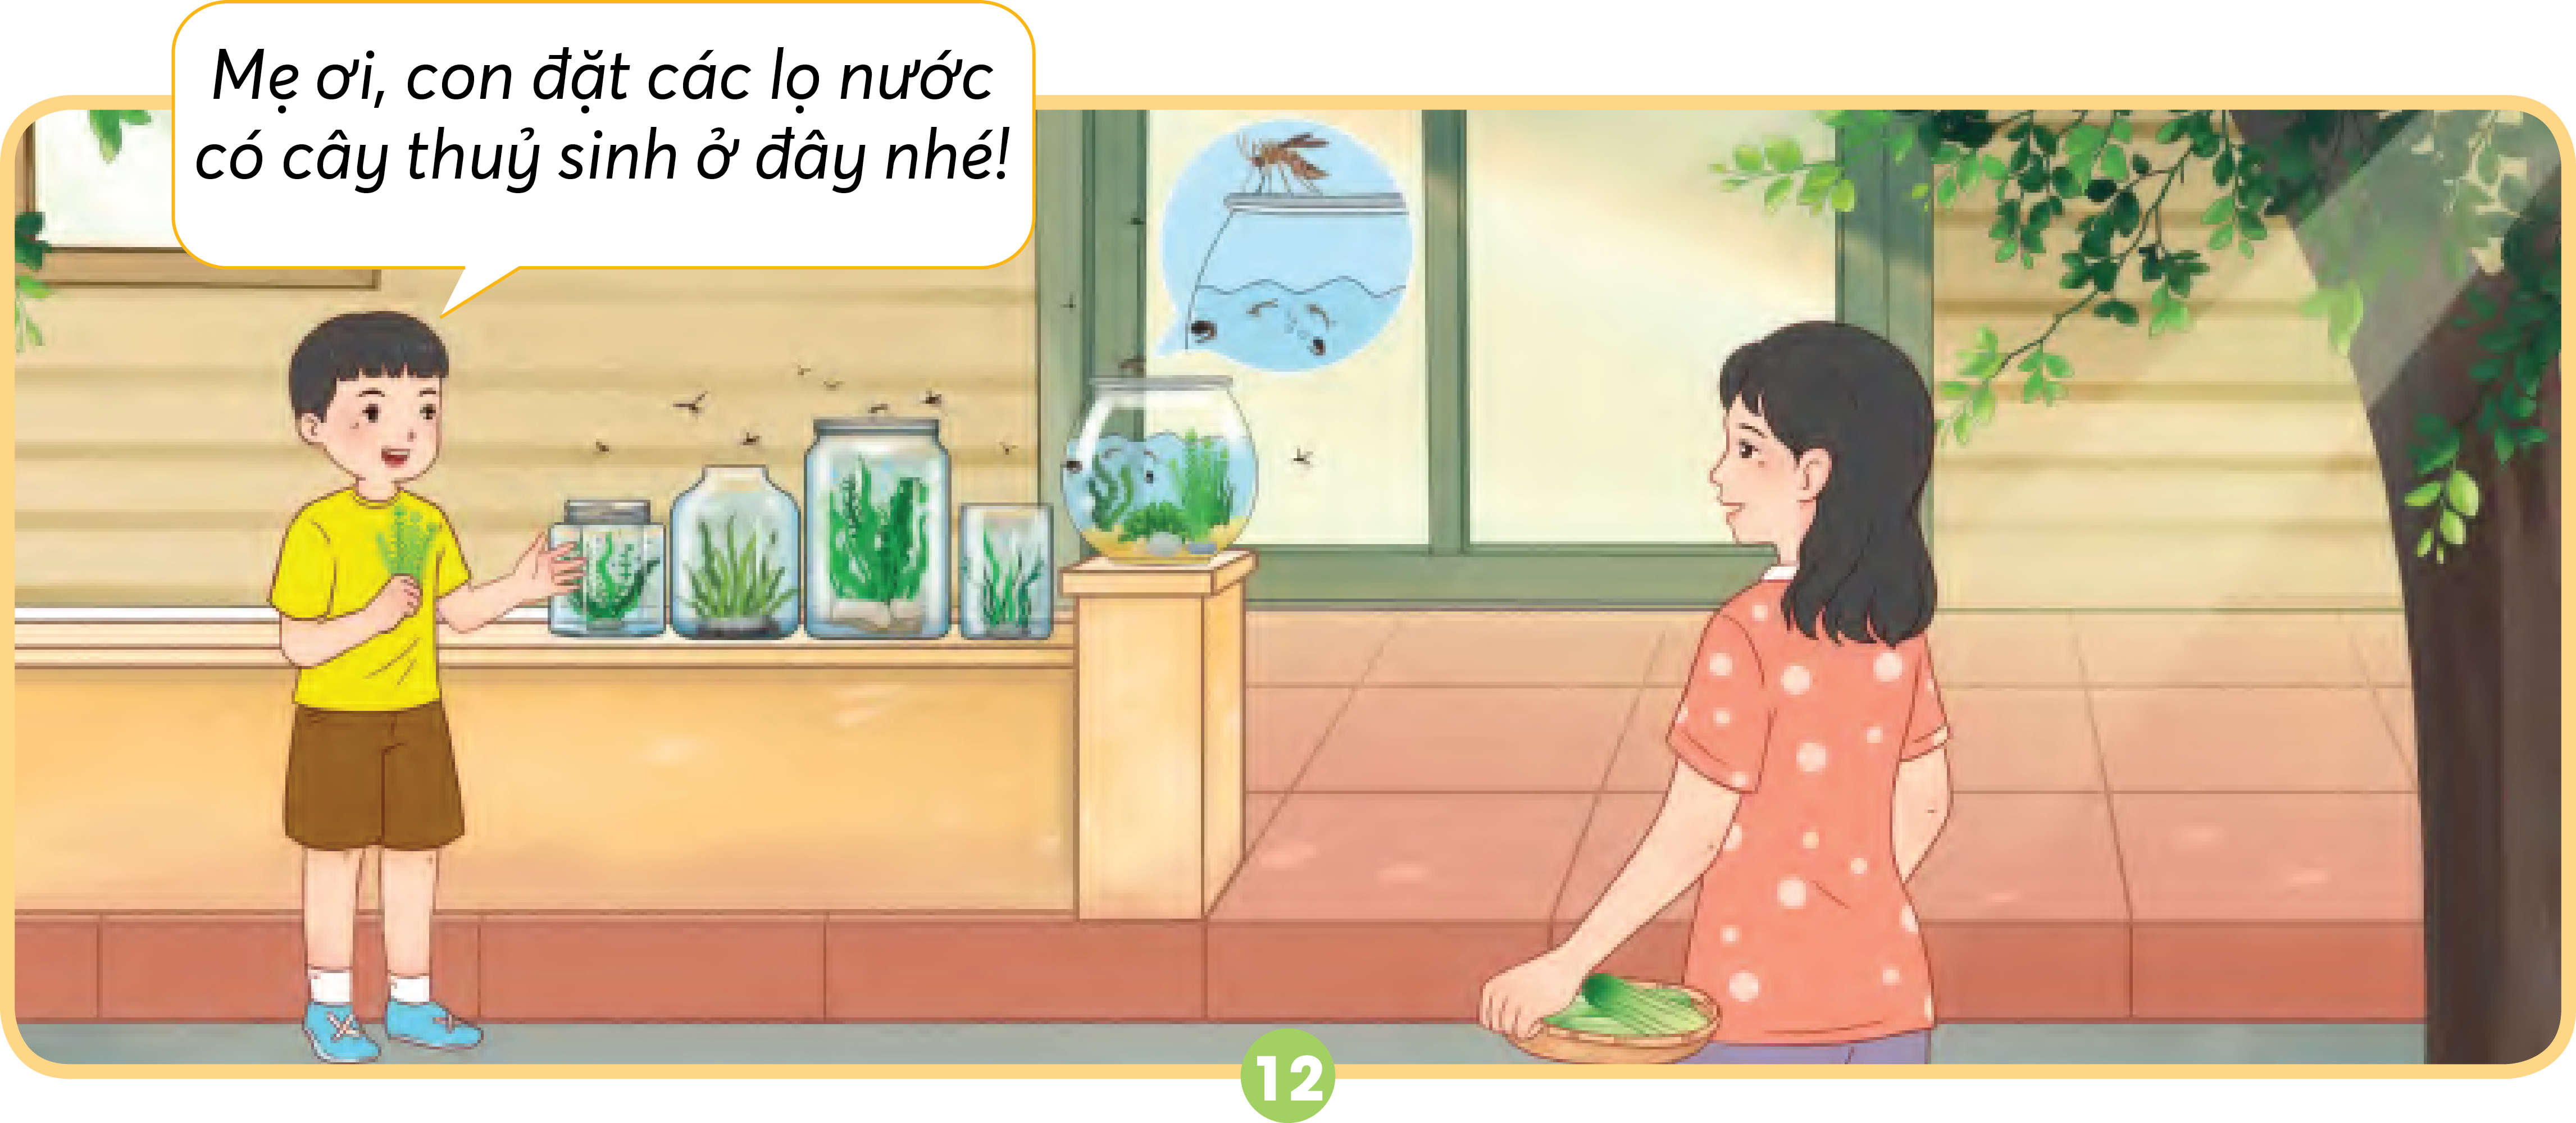 Mẹ ơi, con đặt các lọ nước
có cây thuỷ sinh ở đây nhé!
12